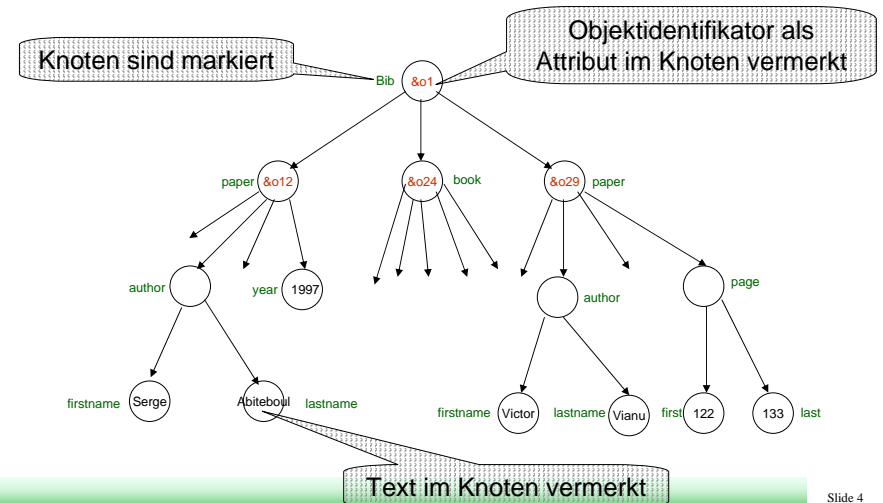 Objektidentifikator als
Attribut im Knoten vermerkt
Knoten sind markiert
Bib &o1
paper &o12 &o24 book &o29 paper
author year 1997 author page
firstname Serge Abiteboul lastname firstname Victor lastname Vianu first 122 133 last
Text im Knoten vermerkt
Slide 4